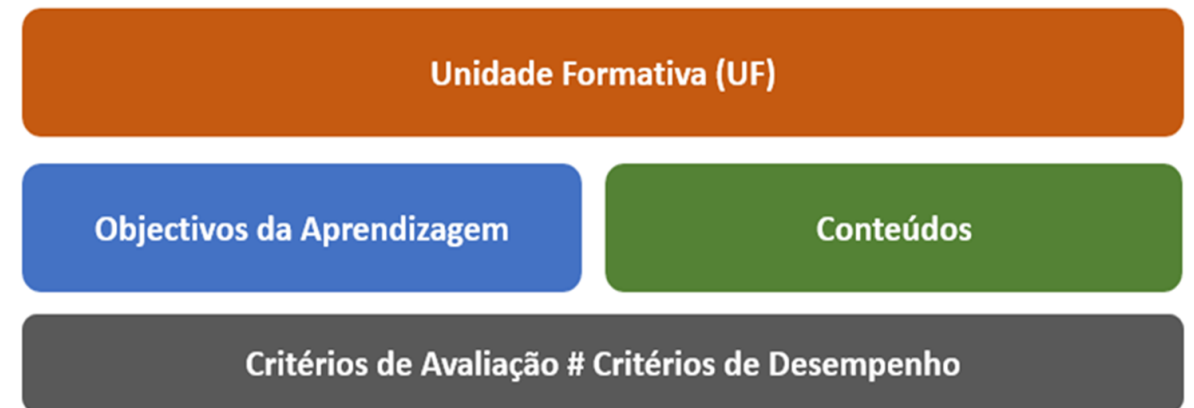 Unidade Formativa (UF)
Objectivos da Aprendizagem
Conteúdos
Critérios de Avaliação # Critérios de Desempenho